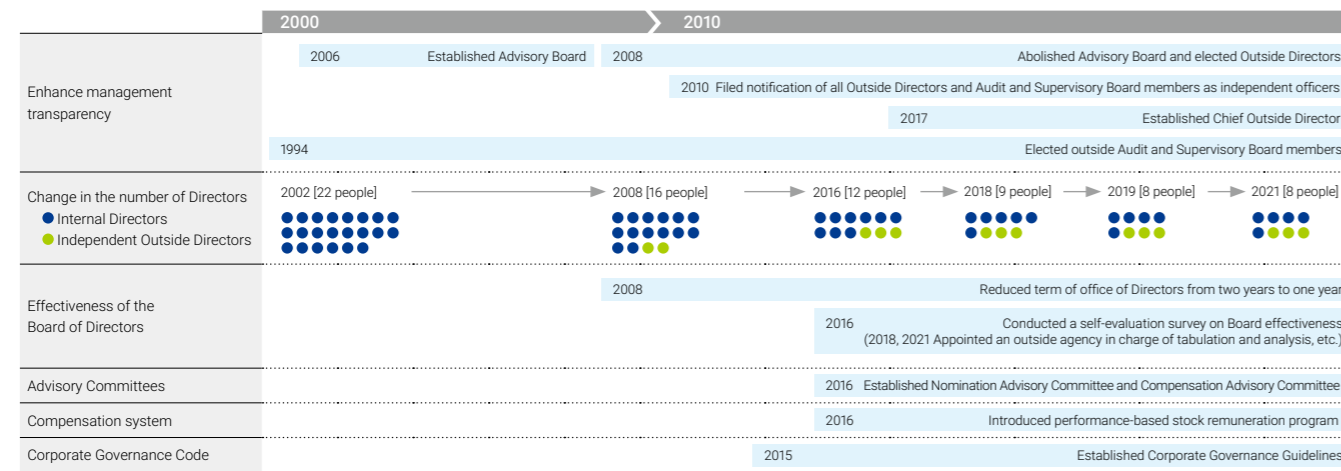 2000
2010
Enhance management
transparency
2006 Established Advisory Board
2008 Abolished Advisory Board and elected Outside Directors
2010 Filed notification of all Outside Directors and Audit and Supervisory Board members as independent officers
2017 Established Chief Outside Director
1994 Elected outside Audit and Supervisory Board members
Change in the number of Directors
Internal Directors
Independent Outside Directors
2002 [22 people]
2008 [16 people]
2016 [12 people]
2018 [9 people]
2019 [8 people]
2021 [8 people]
Effectiveness of the
Board of Directors
2008 Reduced term of office of Directors from two years to one year
2016 Conducted a self-evaluation survey on Board effectiveness
(2018, 2021 Appointed an outside agency in charge of tabulation and analysis, etc.)
Advisory Committees
2016 Established Nomination Advisory Committee and Compensation Advisory Committee
Compensation system
2016 Introduced performance-based stock remuneration program
Corporate Governance Code
2015 Established Corporate Governance Guidelines